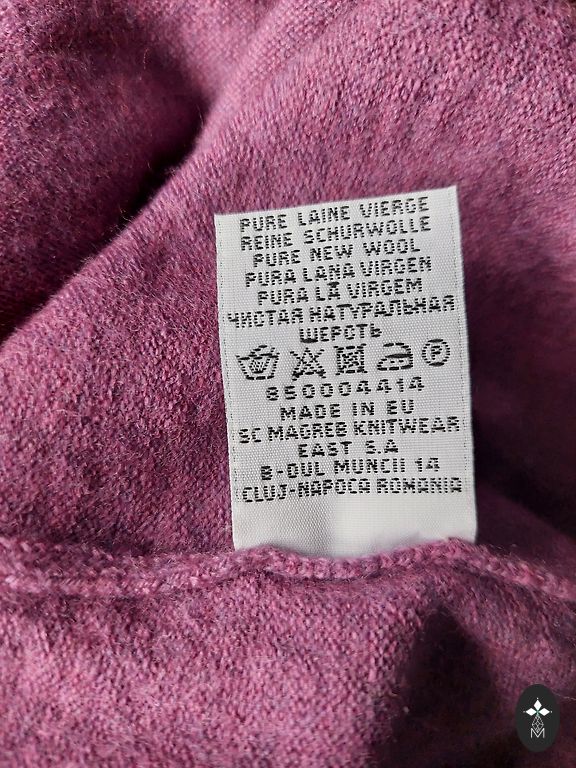 PURE LAINE VIERGE
REINE SCHURWOLLE
PURE NEW WOOL
PURA LANA VIRGEN
PURA LÃ VIRGEM
ЧИСТАЯ НАТУРАЛЬНАЯ
ШЕРОТЬ
P
850004414
MADE IN EU
SC MAGREB KNITWEAR
EAST S.A
B-DUL MUNCII 14
CLUJ-NAPOCA ROMANIA
M